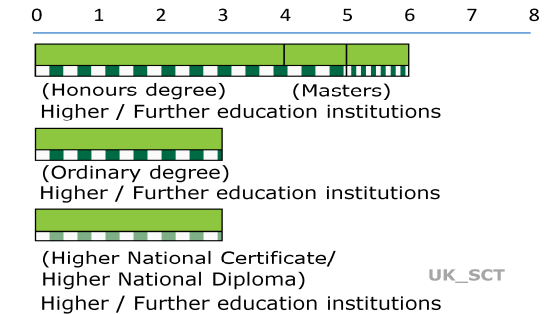 0 1 2 3 4 5 6 7 8
(Honours degree) (Masters)
Higher / Further education institutions
(Ordinary degree)
Higher / Further education institutions
(Higher National Certificate/
Higher National Diploma)
UK_SCT
Higher / Further education institutions